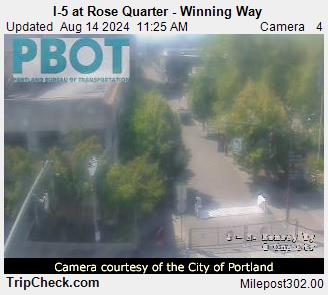 I-5 at Rose Quarter - Winning Way
Updated Aug 14 2024 11:25 AM Camera 4
PBOT
PORTLAND BUREAU OF TRANSPORTATION
Camera courtesy of the City of Portland
TripCheck.com Milepost302.00